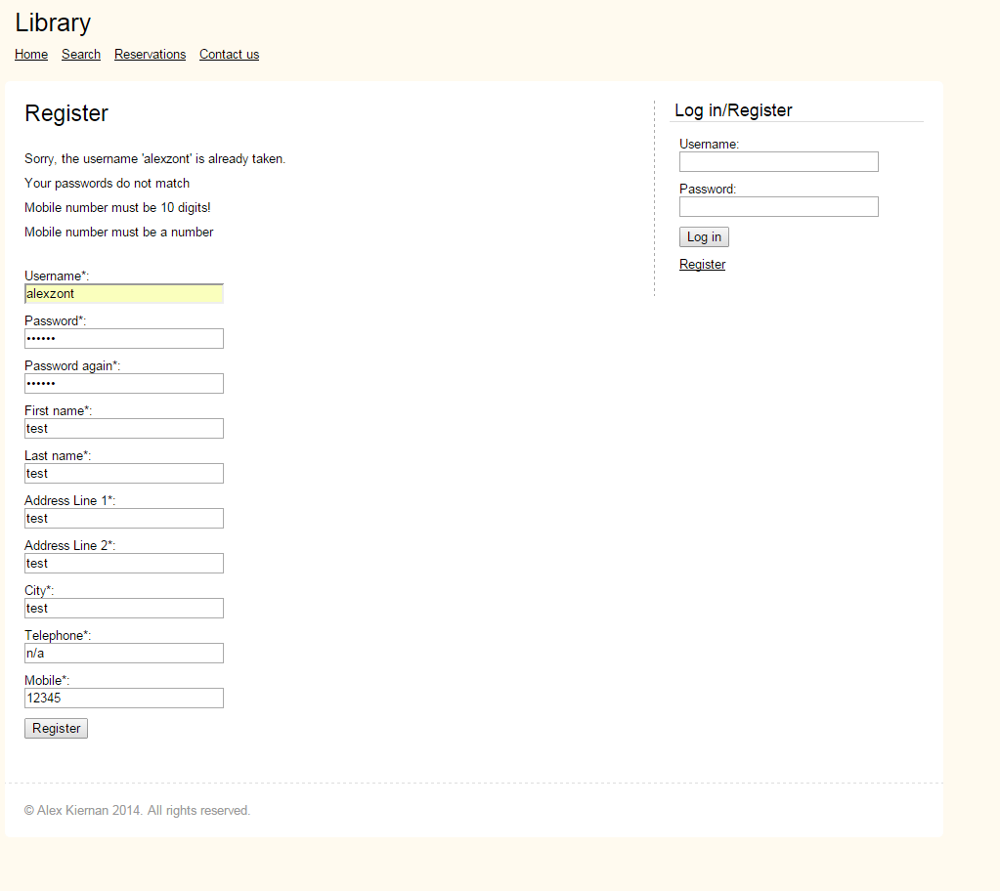 Library
Home Search Reservations Contact us
Register
Sorry, the username 'alexzont' is already taken.
Your passwords do not match
Mobile number must be 10 digits!
Mobile number must be a number
Username*:
alexzont
Password*:
••••••
Password again*:
••••••
First name*:
test
Last name*:
test
Address Line 1*:
test
Address Line 2*:
test
City*:
test
Telephone*:
n/a
Mobile*:
12345
Register
Log in/Register
Username:
Password:
Log in
Register
© Alex Kiernan 2014. All rights reserved.